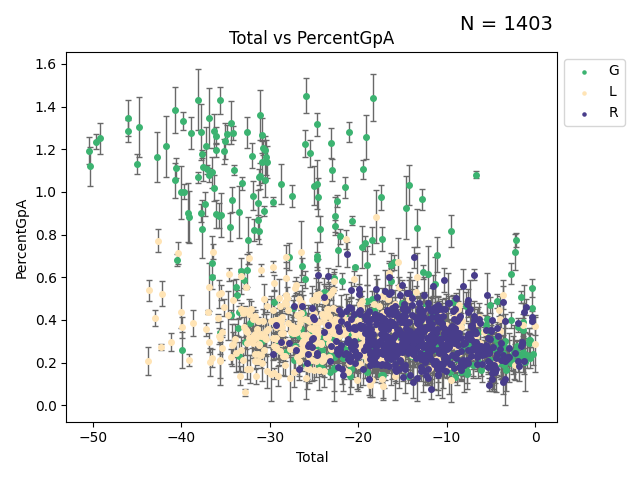 N = 1403
Total vs PercentGpA
G
L
R
PercentGpA
1.6
1.4
1.2
1.0
0.8
0.6
0.4
0.2
0.0
−50 −40 −30 −20 −10 0
Total